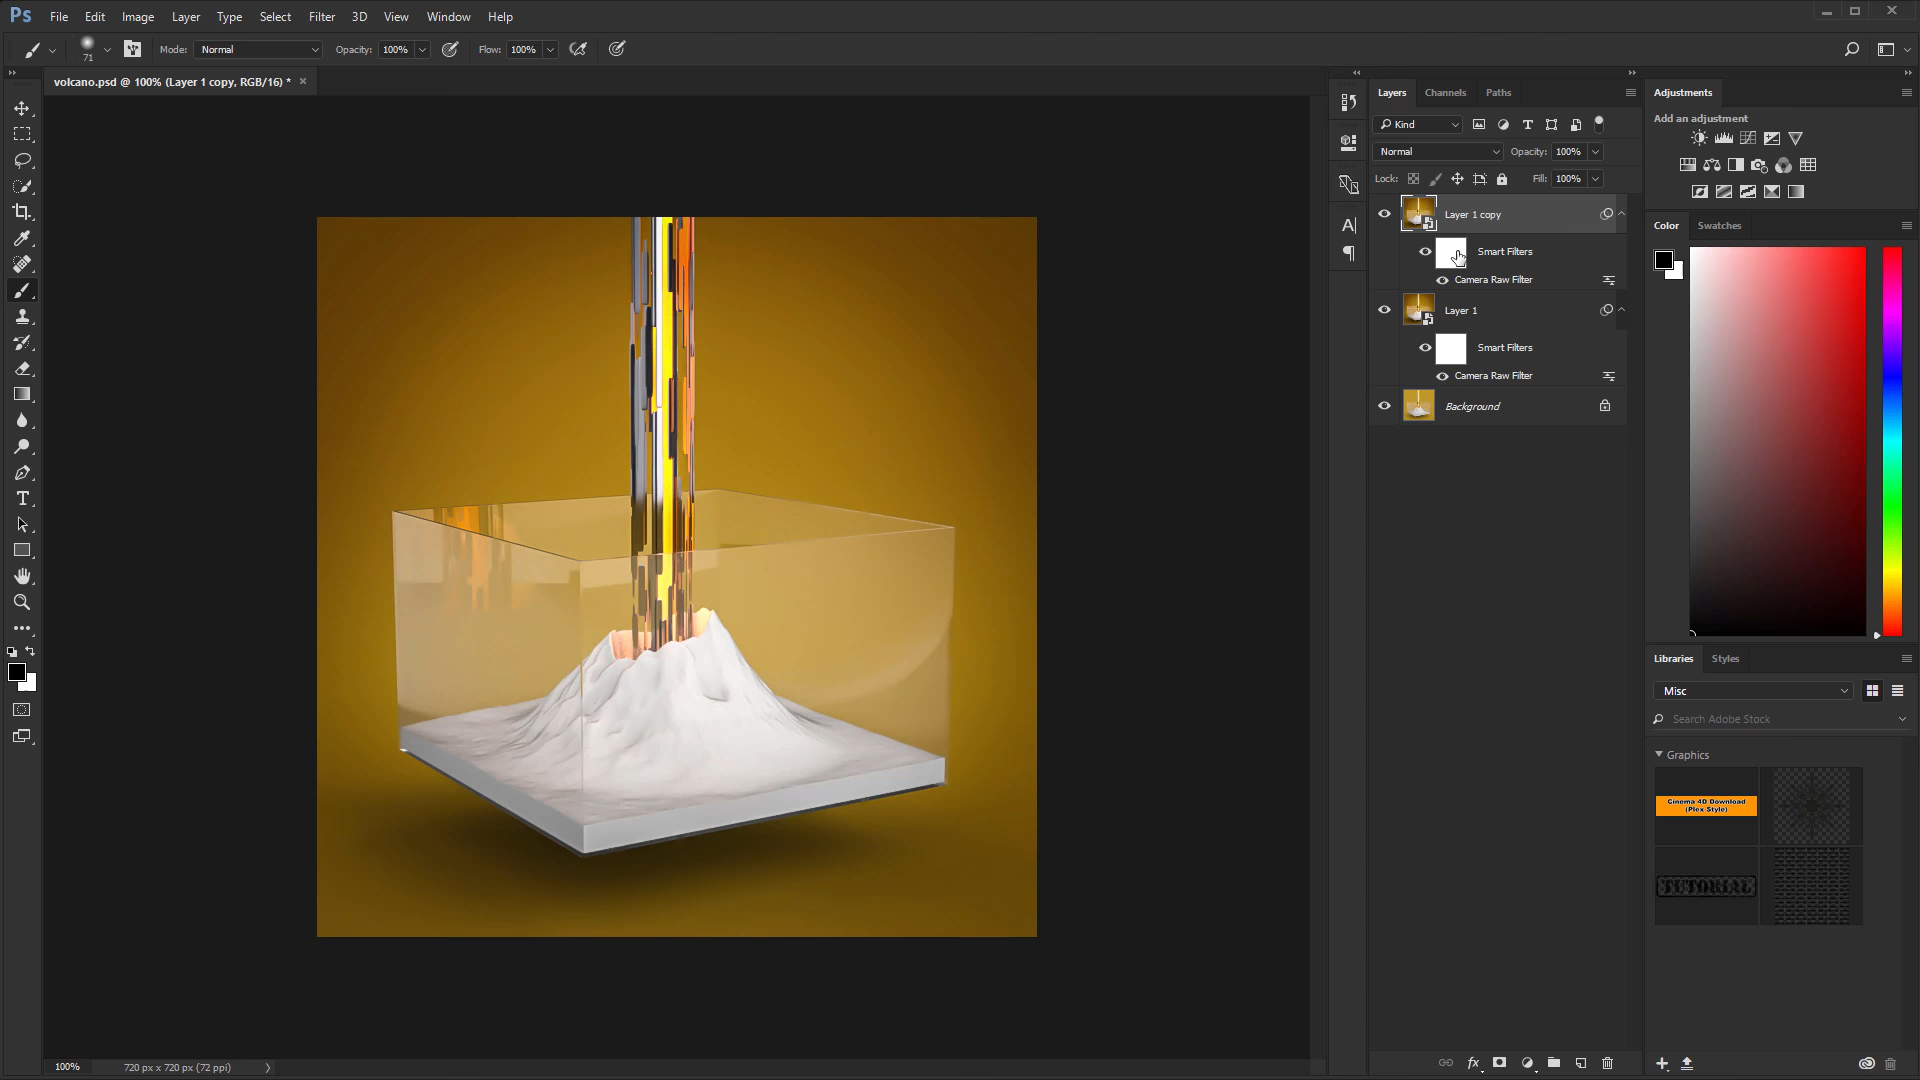 Ps File Edit Image Layer Type Select Filter 3D View Window Help
71 Mode: Normal Opacity: 100% Flow: 100%
volcano.psd @ 100% (Layer 1 copy, RGB/16) *
Layers Channels Paths
Kind
Normal Opacity: 100%
Lock: Fill: 100%
Layer 1 copy
Smart Filters
Camera Raw Filter
Layer 1
Smart Filters
Camera Raw Filter
Background
Adjustments
Add an adjustment
Color Swatches
Libraries Styles
Misc
Search Adobe Stock
Graphics
Cinema 4D Download
(Plex Style)
TUTORIAL
100% 720 px x 720 px (72 ppi)